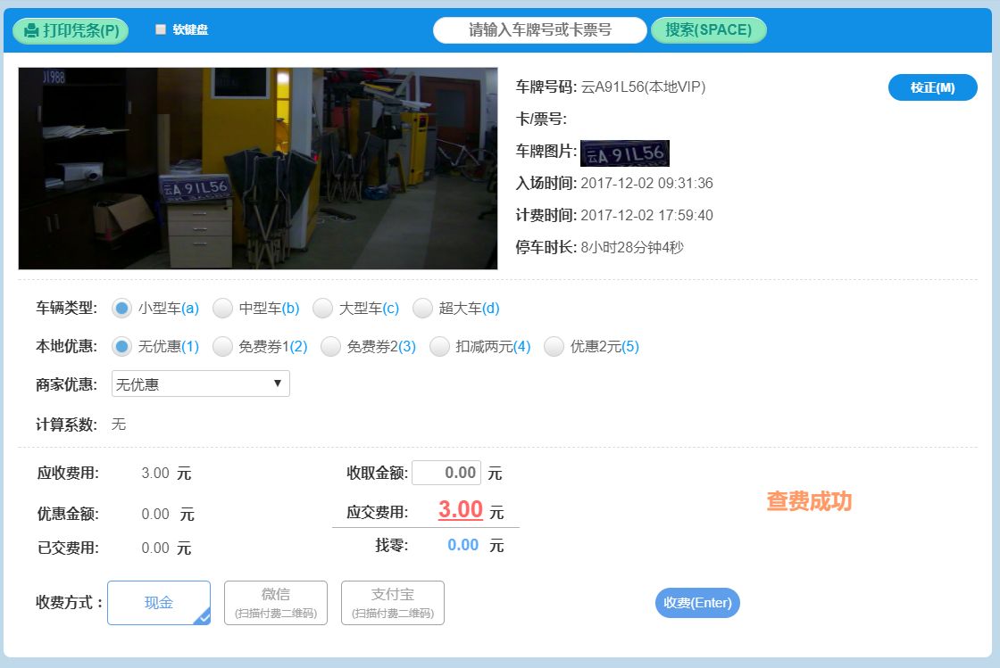 打印凭条(P) 软键盘 请输入车牌号或卡票号 搜索(SPACE)
01988
云A 91L56
车牌号码: 云A91L56(本地VIP) 校正(M)
卡/票号:
车牌图片: 云A 91L56
入场时间: 2017-12-02 09:31:36
计费时间: 2017-12-02 17:59:40
停车时长: 8小时28分钟4秒
车辆类型: 小型车(a) 中型车(b) 大型车(c) 超大车(d)
本地优惠: 无优惠(1) 免费券1(2) 免费券2(3) 扣减两元(4) 优惠2元(5)
商家优惠: 无优惠
计算系数: 无
应收费用: 3.00 元 收取金额: 0.00 元
优惠金额: 0.00 元 应交费用: 3.00 元 查费成功
已交费用: 0.00 元 找零: 0.00 元
收费方式： 现金 微信 支付宝 收费(Enter)
(扫描付费二维码) (扫描付费二维码)